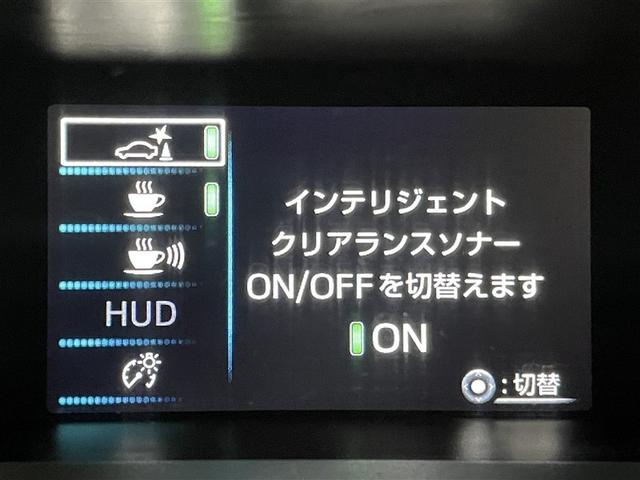 HUD
インテリジェント
クリアランスソナー
ON/OFFを切替えます
ON
:切替